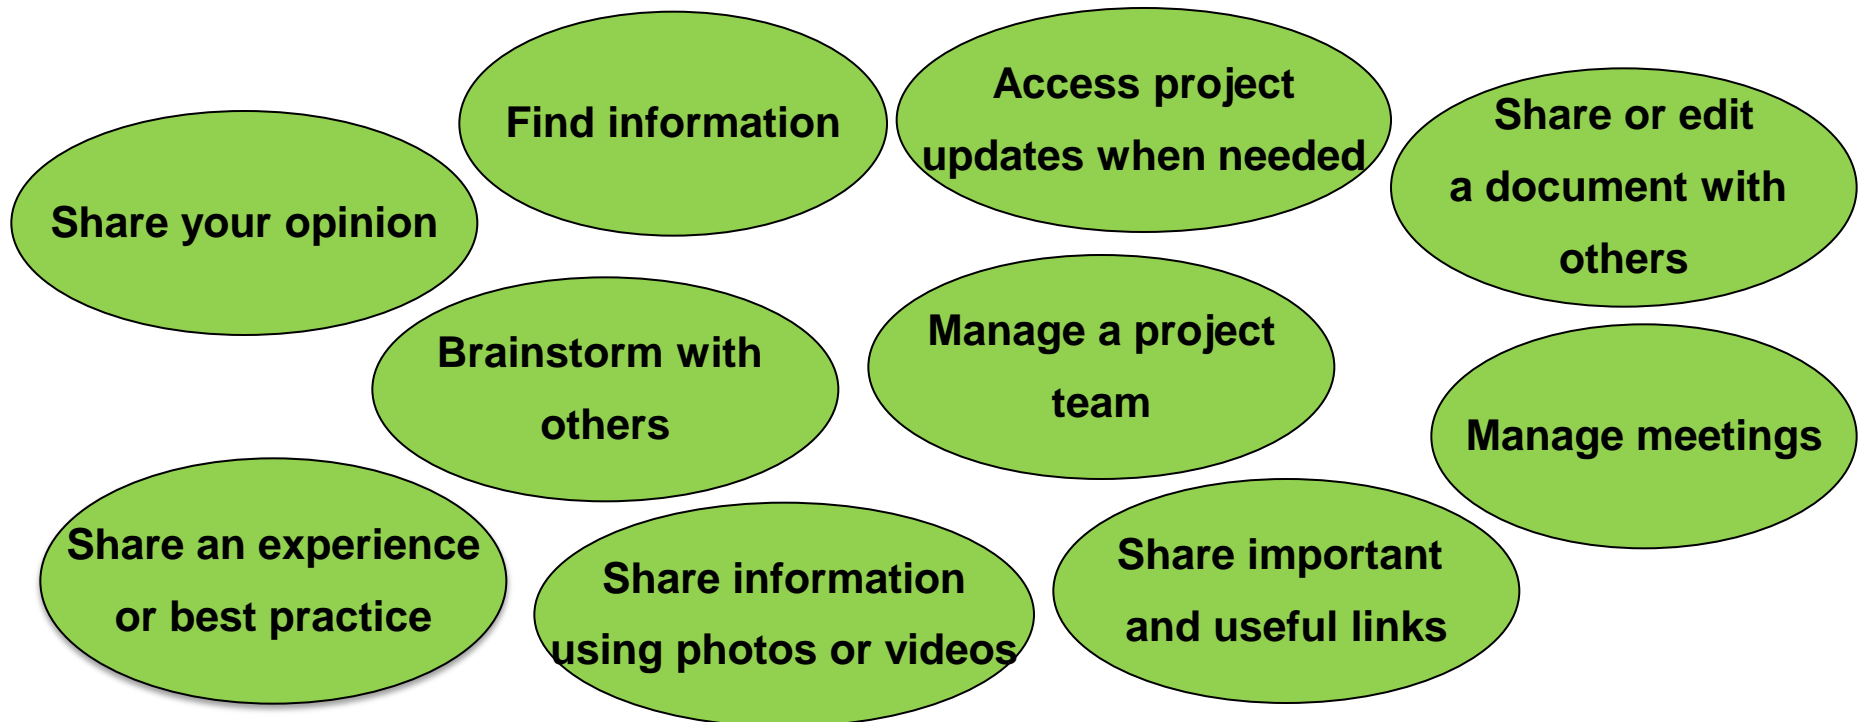 Share your opinion
Find information
Access project
updates when needed
Share or edit
a document with
others
Brainstorm with
others
Manage a project
team
Manage meetings
Share an experience
or best practice
Share information
using photos or videos
Share important
and useful links